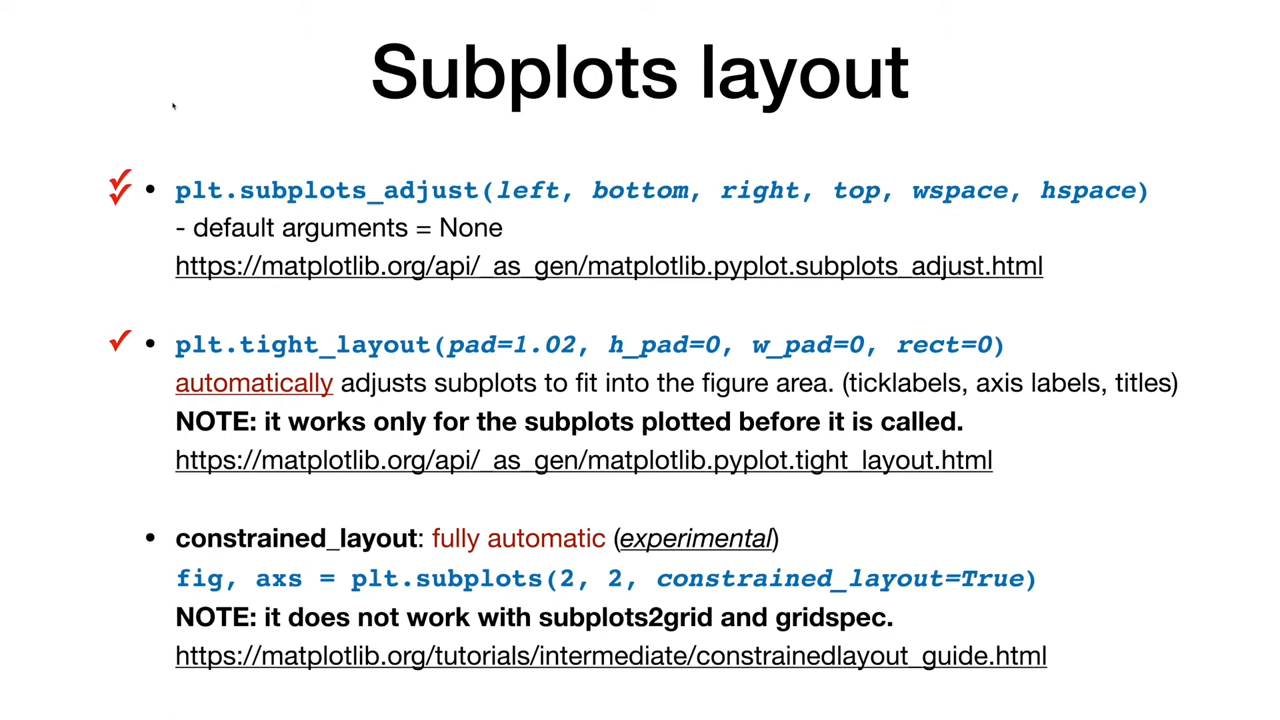 Subplots layout
✓✓ • plt.subplots_adjust(left, bottom, right, top, wspace, hspace)
- default arguments = None
https://matplotlib.org/api/_as_gen/matplotlib.pyplot.subplots_adjust.html
✓ • plt.tight_layout(pad=1.02, h_pad=0, w_pad=0, rect=0)
automatically adjusts subplots to fit into the figure area. (ticklabels, axis labels, titles)
NOTE: it works only for the subplots plotted before it is called.
https://matplotlib.org/api/_as_gen/matplotlib.pyplot.tight_layout.html
• constrained_layout: fully automatic (experimental)
fig, axs = plt.subplots(2, 2, constrained_layout=True)
NOTE: it does not work with subplots2grid and gridspec.
https://matplotlib.org/tutorials/intermediate/constrainedlayout_guide.html